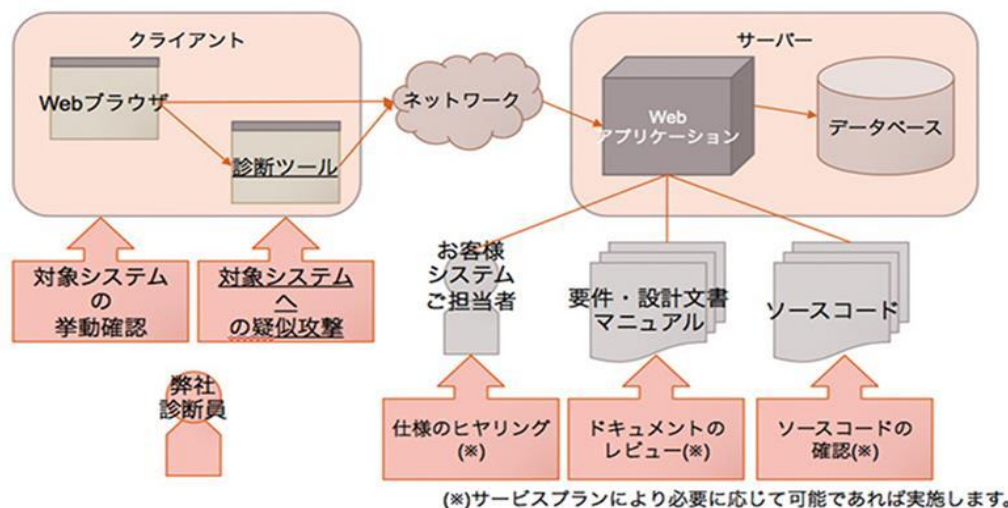 クライアント
サーバー
Webブラウザ
診断ツール
ネットワーク
Web
アプリケーション
データベース
対象システム
の
挙動確認
対象システム
へ
の疑似攻撃
お客様
システム
ご担当者
要件・設計文書
マニュアル
ソースコード
弊社
診断員
仕様のヒヤリング
(※)
ドキュメントの
レビュー(※)
ソースコードの
確認(※)
(※)サービスプランにより必要に応じて可能であれば実施します。